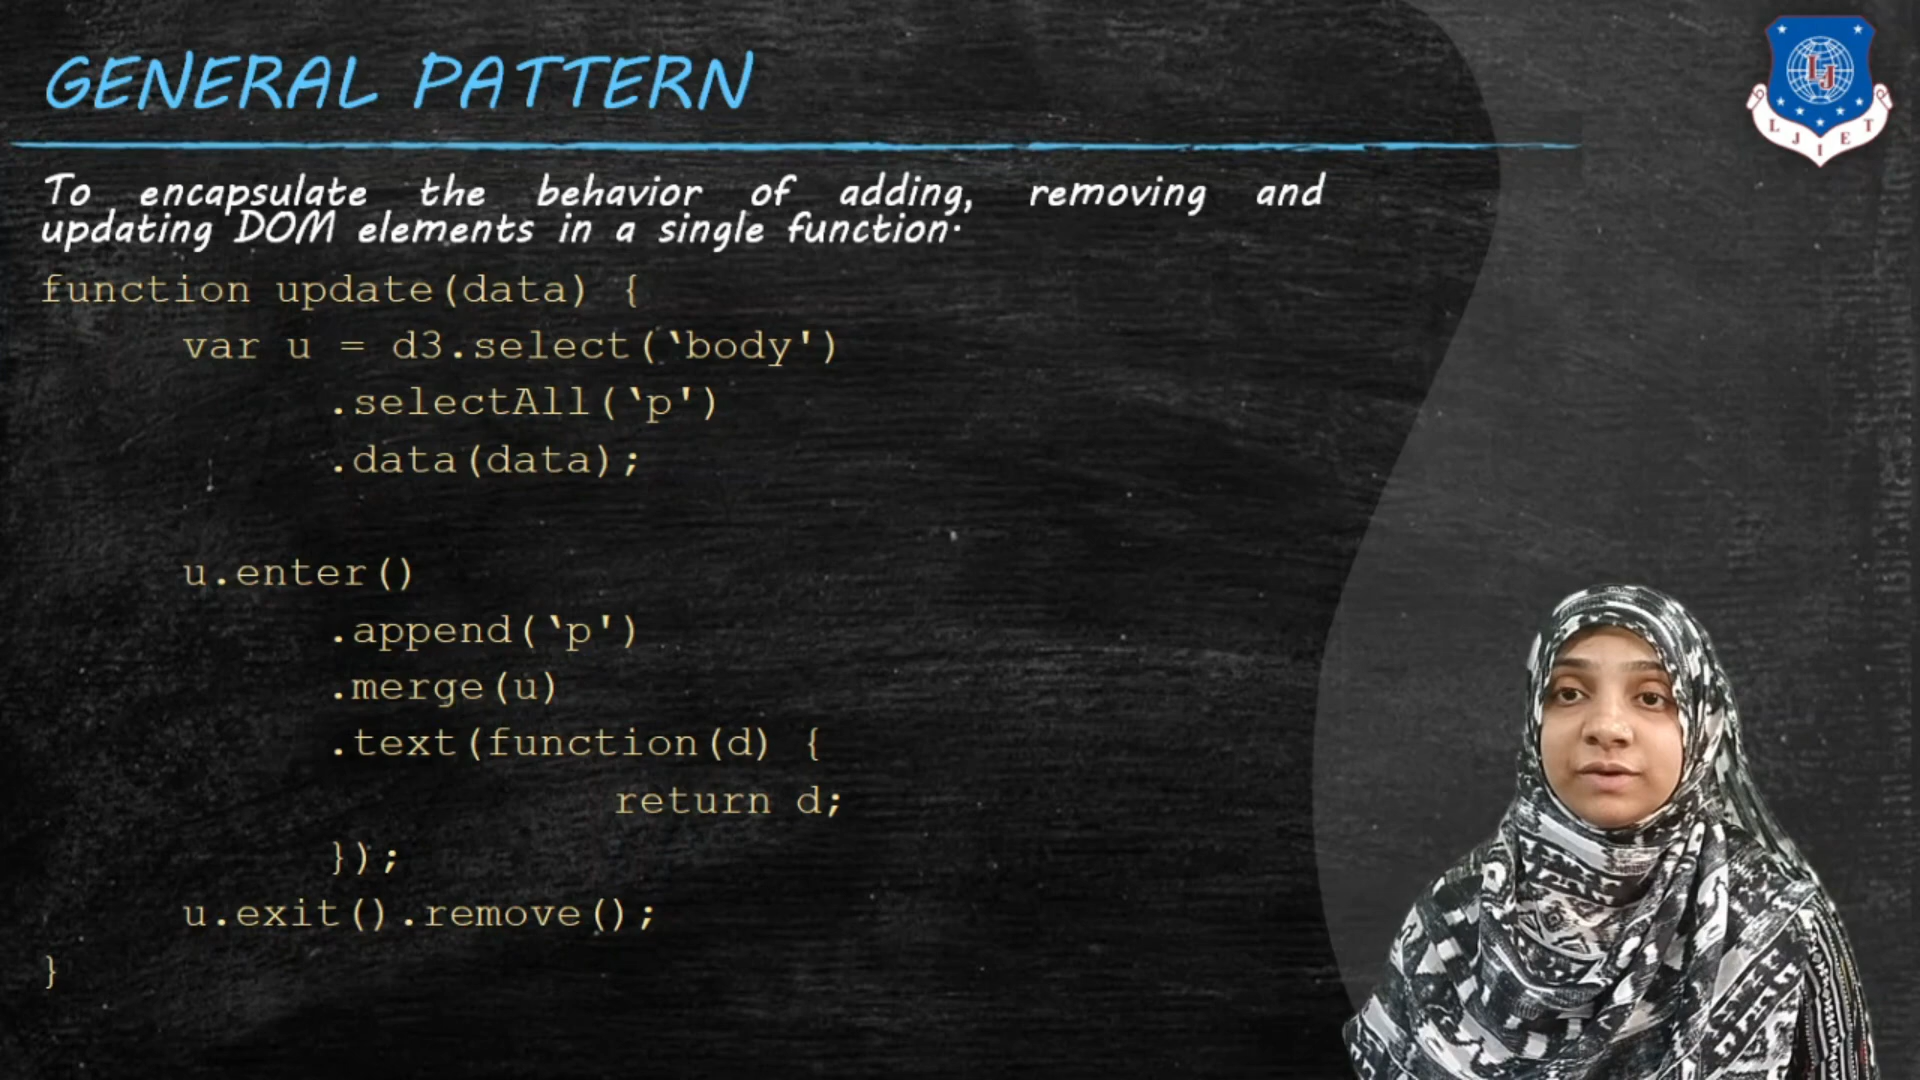 GENERAL PATTERN
To encapsulate the behavior of adding, removing and
updating DOM elements in a single function.
function update(data) {
var u = d3.select(‛body')
.selectAll(‛p')
.data(data);
u.enter()
.append(‛p')
.merge(u)
.text(function(d) {
return d;
});
u.exit().remove();
}
LJ
LJIET